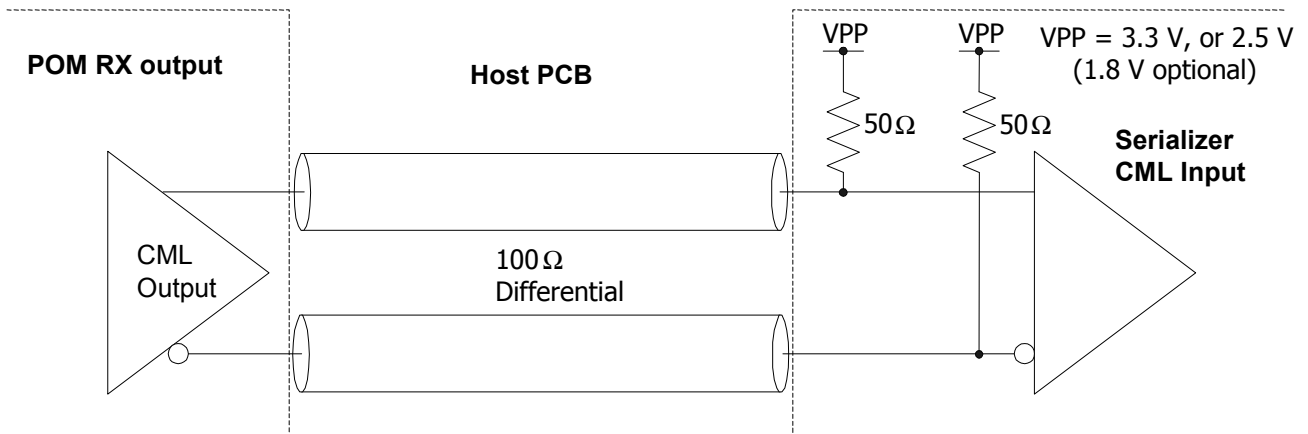 POM RX output
Host PCB
VPP
VPP
VPP = 3.3 V, or 2.5 V
(1.8 V optional)
50Ω
50Ω
Serializer
CML Input
CML
Output
100Ω
Differential